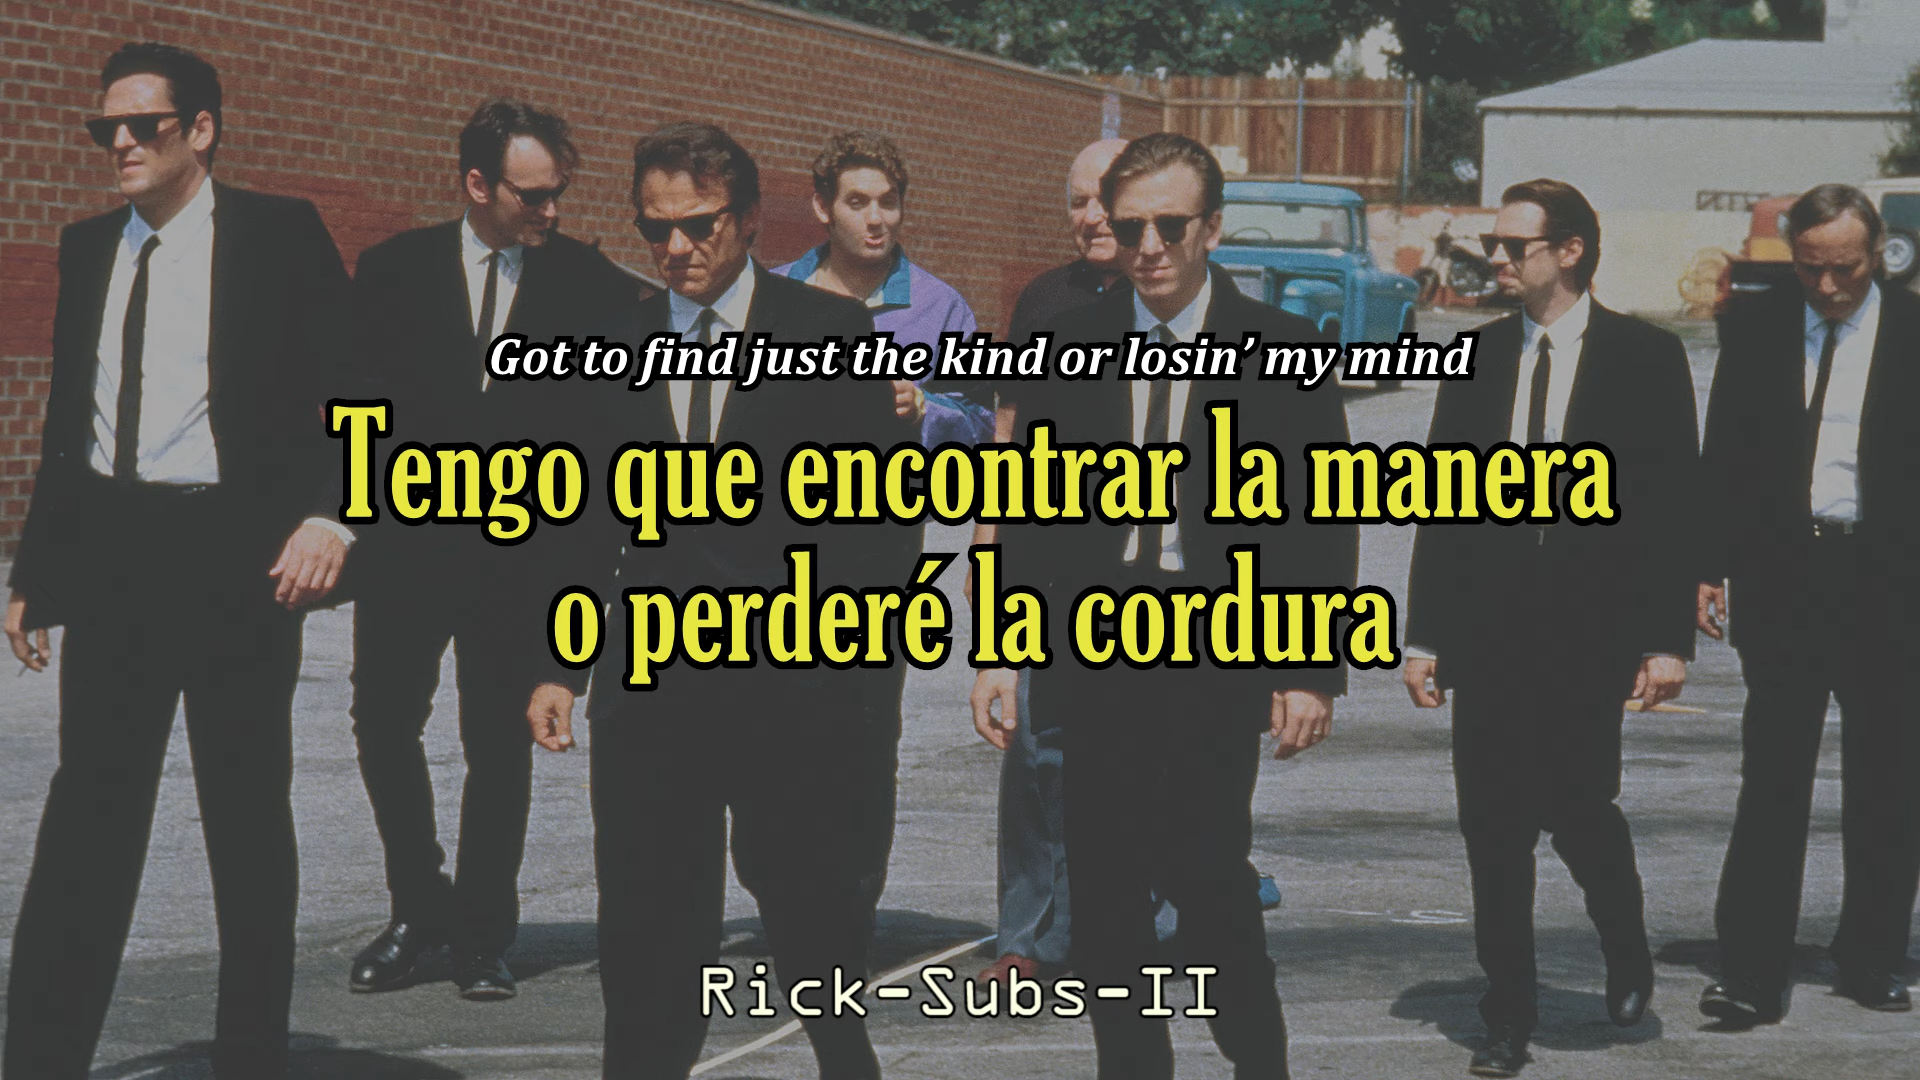 Got to find just the kind or losin’ my mind
Tengo que encontrar la manera
o perderé la cordura
Rick-Subs-II